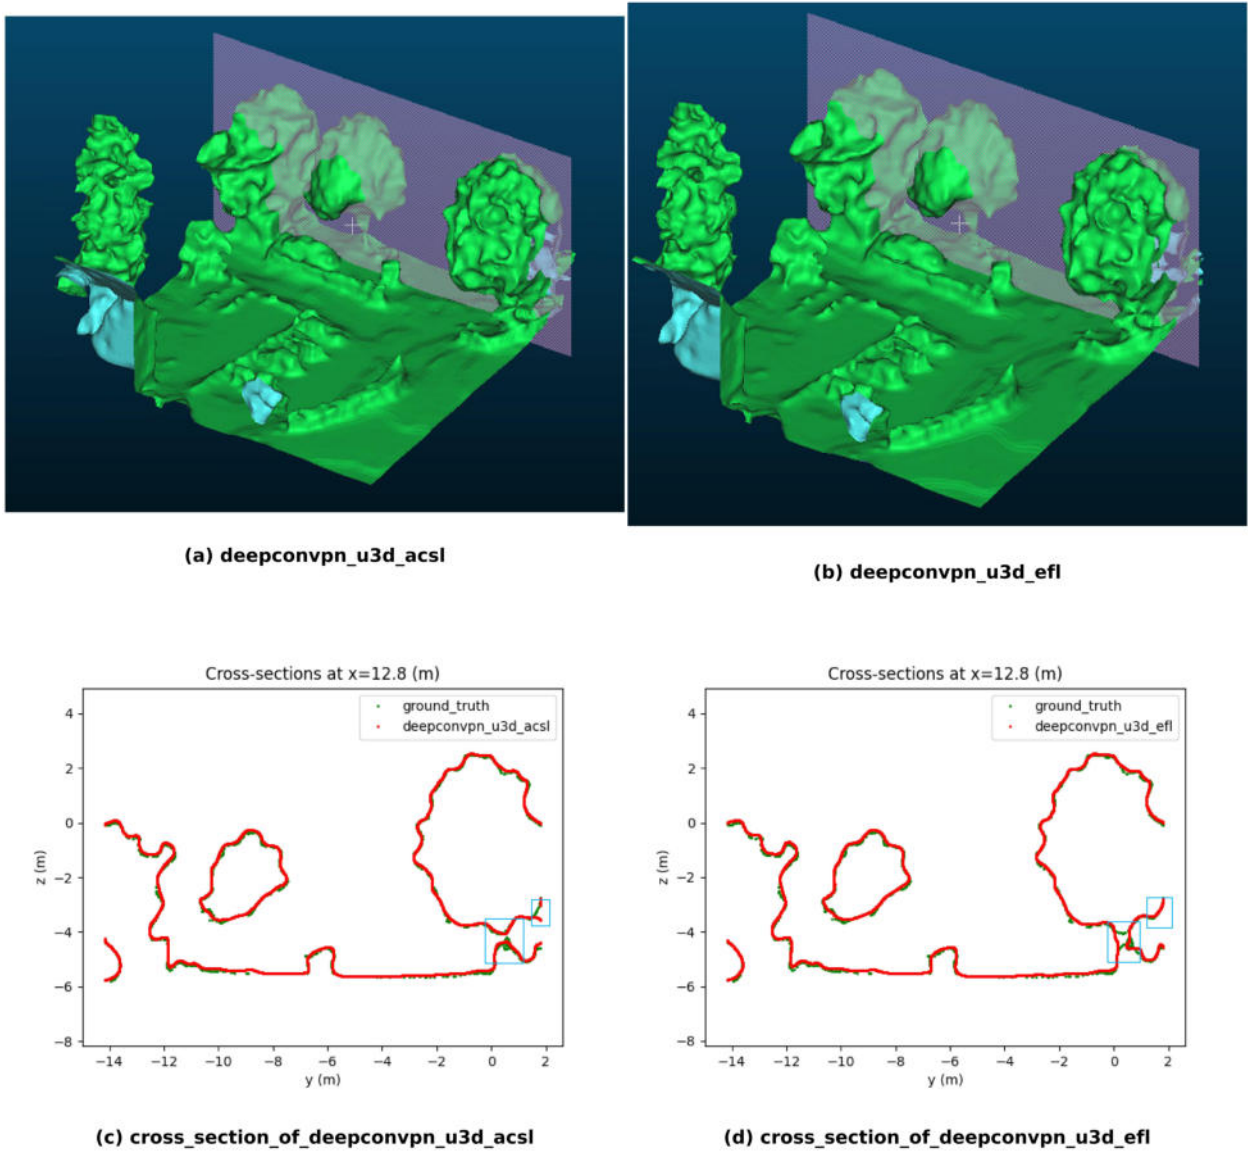 (a) deepconvpn_u3d_acsl
(b) deepconvpn_u3d_efl
Cross-sections at x=12.8 (m)
ground_truth
deepconvpn_u3d_acsl
4
2
0
−2
−4
−6
−8
z (m)
−14
−12
−10
−8
−6
−4
−2
0
2
y (m)
(c) cross_section_of_deepconvpn_u3d_acsl
Cross-sections at x=12.8 (m)
ground_truth
deepconvpn_u3d_efl
4
2
0
−2
−4
−6
−8
z (m)
−14
−12
−10
−8
−6
−4
−2
0
2
y (m)
(d) cross_section_of_deepconvpn_u3d_efl